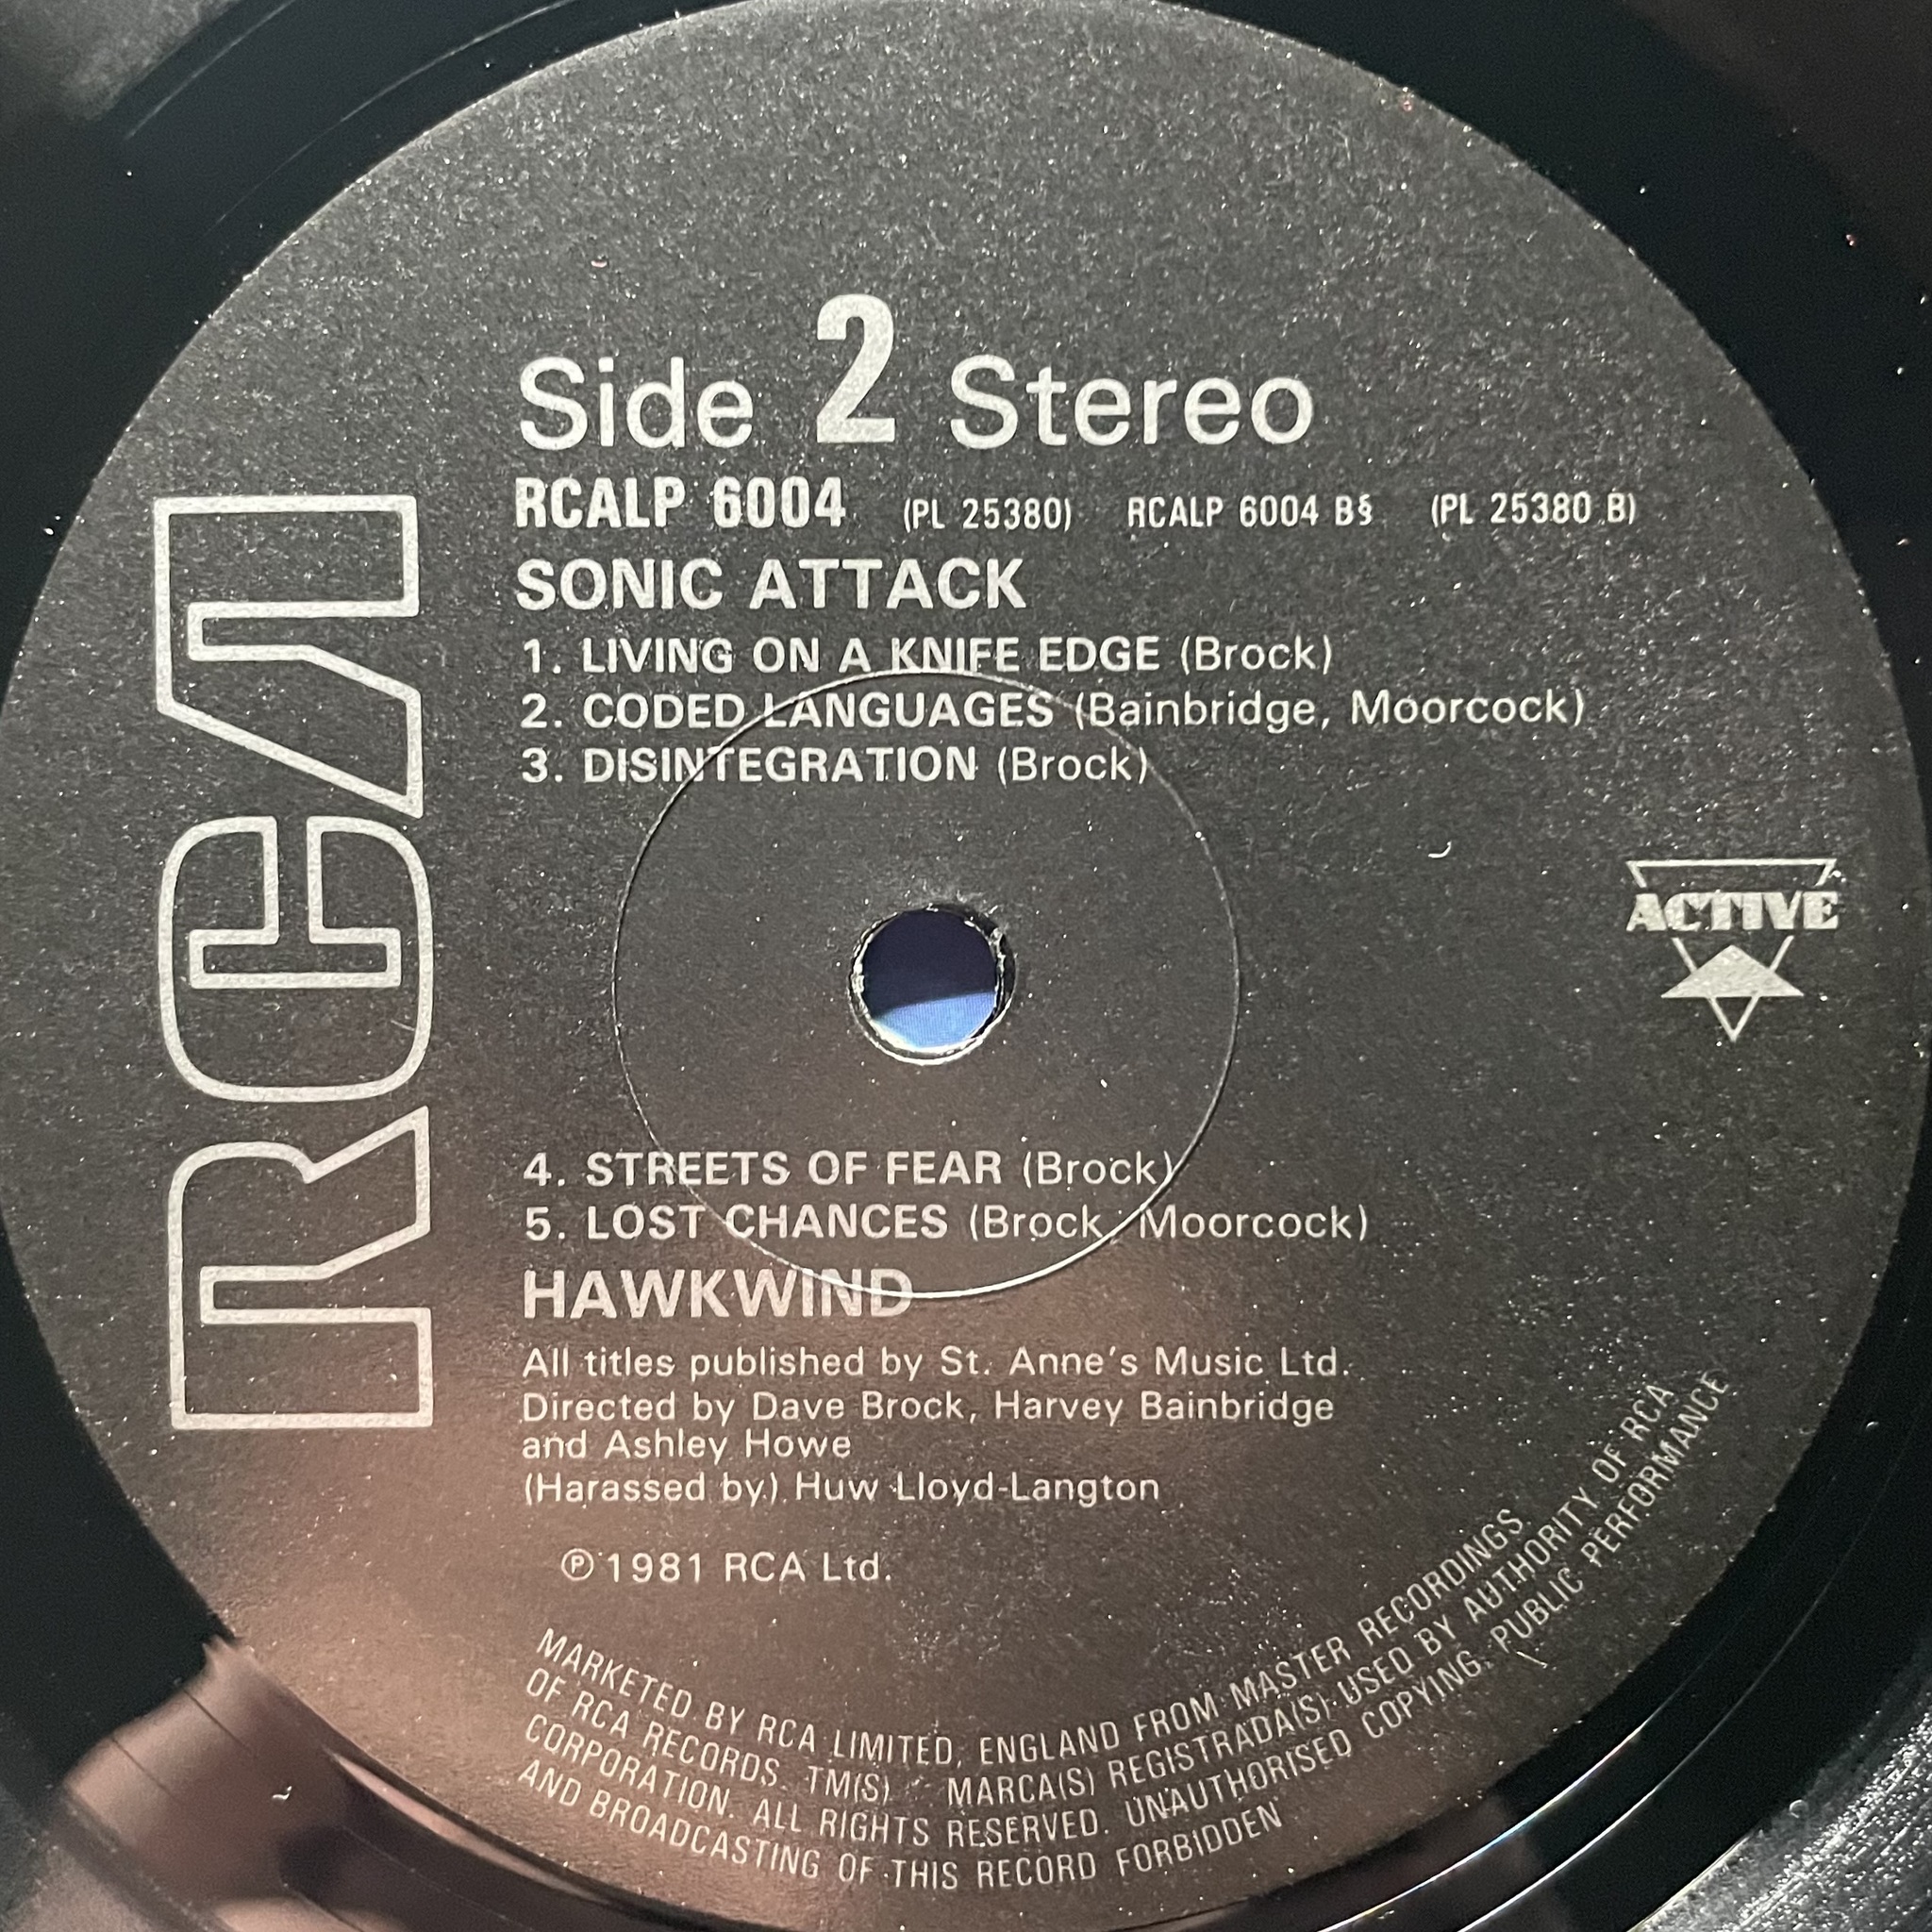 RCA
Side 2 Stereo
RCALP 6004 (PL 25380) RCALP 6004 B§ (PL 25380 B)
SONIC ATTACK
1. LIVING ON A KNIFE EDGE (Brock)
2. CODED LANGUAGES (Bainbridge, Moorcock)
3. DISINTEGRATION (Brock)
ACTIVE
4. STREETS OF FEAR (Brock)
5. LOST CHANCES (Brock, Moorcock)
HAWKWIND
All titles published by St. Anne's Music Ltd.
Directed by Dave Brock, Harvey Bainbridge
and Ashley Howe
(Harassed by) Huw Lloyd-Langton
℗ 1981 RCA Ltd.
MARKETED BY RCA LIMITED, ENGLAND FROM MASTER RECORDINGS
OF RCA RECORDS. TM(S) MARCA(S) REGISTRADA(S) USED BY AUTHORITY OF RCA
CORPORATION. ALL RIGHTS RESERVED. UNAUTHORISED COPYING, PUBLIC PERFORMANCE
AND BROADCASTING OF THIS RECORD FORBIDDEN